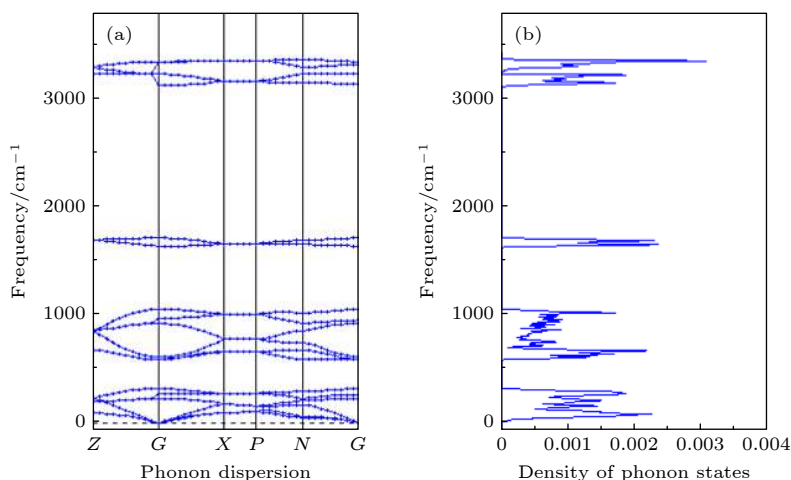 (a)
Frequency/cm−1
3000
2000
1000
0
Z G X P N G
Phonon dispersion
(b)
Frequency/cm−1
3000
2000
1000
0
0 0.001 0.002 0.003 0.004
Density of phonon states